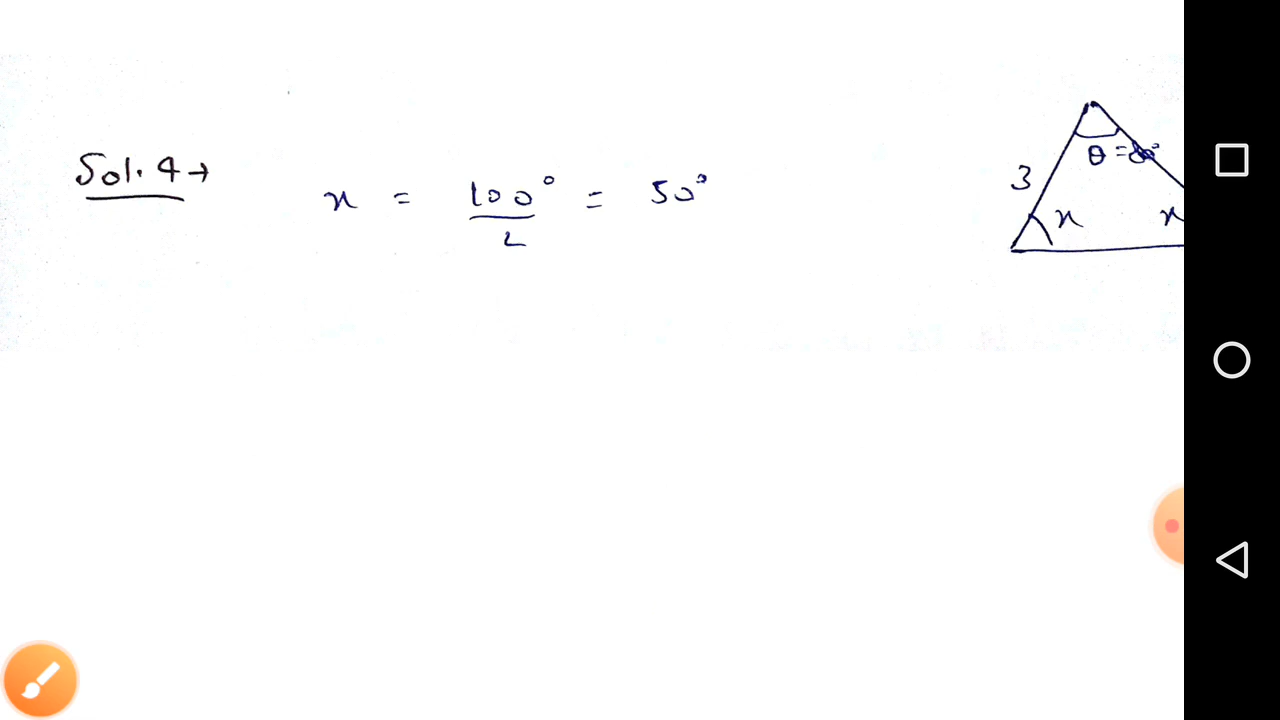 Sol. 4 →
x = 100° / 2 = 50°
θ = 80°
3
x
x